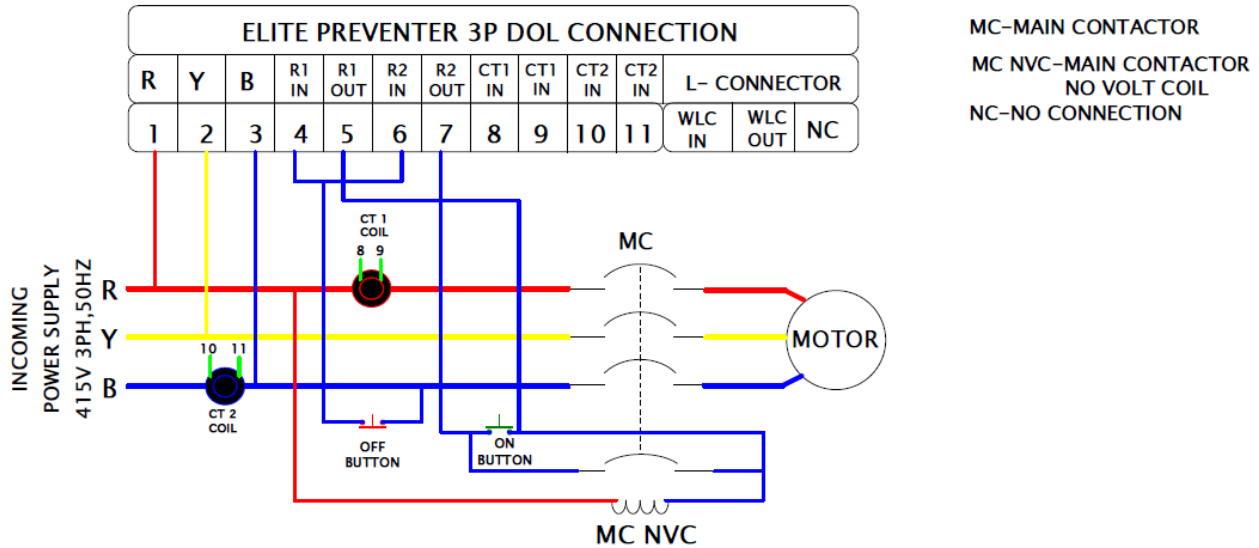 ELITE PREVENTER 3P DOL CONNECTION
R Y B R1 IN R1 OUT R2 IN R2 OUT CT1 IN CT1 IN CT2 IN CT2 IN L- CONNECTOR
1 2 3 4 5 6 7 8 9 10 11 WLC IN WLC OUT NC
MC-MAIN CONTACTOR
MC NVC-MAIN CONTACTOR
NO VOLT COIL
NC-NO CONNECTION
INCOMING
POWER SUPPLY
415V 3PH,50HZ
CT 1
COIL
8 9
MC
R
Y
B
10 11
CT 2
COIL
MOTOR
OFF
BUTTON
ON
BUTTON
MC NVC